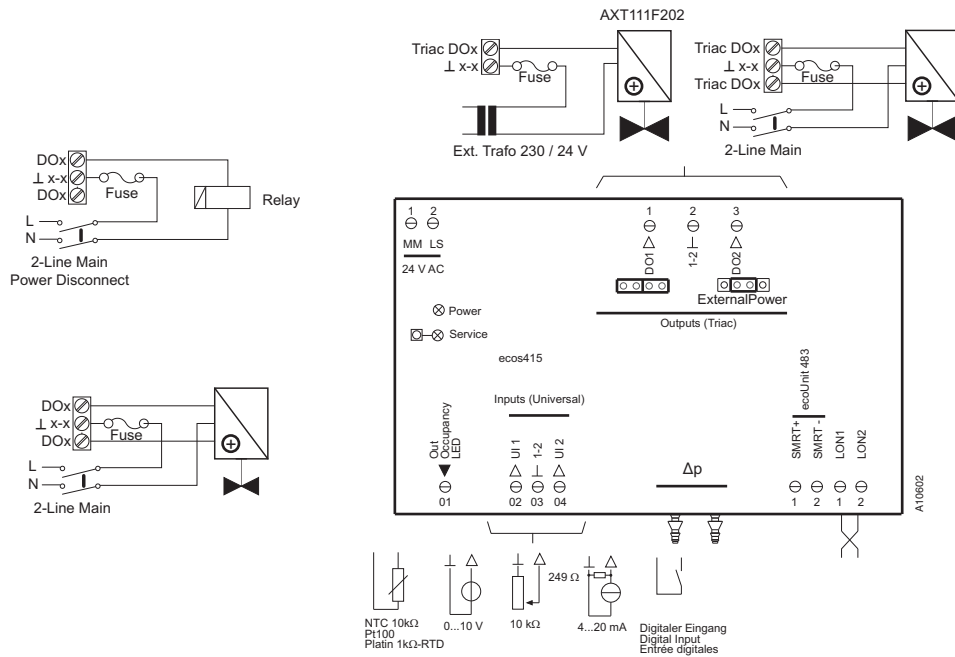 AXT111F202
Triac DOx
⊥ x-x
Fuse
Ext. Trafo 230 / 24 V
Triac DOx
⊥ x-x
Triac DOx
Fuse
L
N
2-Line Main
DOx
⊥ x-x
DOx
Fuse
Relay
L
N
2-Line Main
Power Disconnect
1 2
MM LS
24 V AC
Power
Service
ecos415
1 2 3
DO1
1-2
DO2
ExternalPower
Outputs (Triac)
Inputs (Universal)
Out
Occupancy
LED
UI 1
1-2
UI 2
01 02 03 04
Δp
ecoUnit 483
SMRT+
SMRT -
LON1
LON2
1 2 1 2
A10602
DOx
⊥ x-x
DOx
Fuse
L
N
2-Line Main
NTC 10kΩ
Pt100
Platin 1kΩ-RTD
0...10 V
10 kΩ
249 Ω
4...20 mA
Digitaler Eingang
Digital Input
Entrée digitales